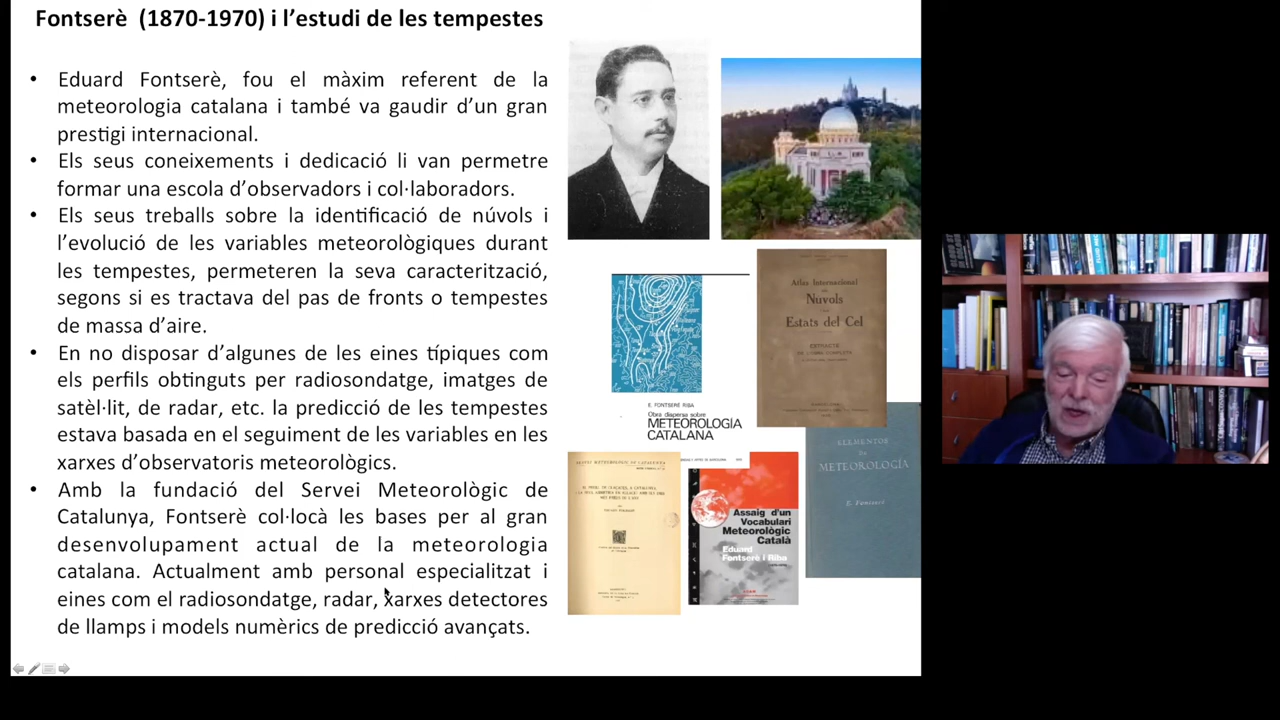 Fontserè (1870-1970) i l’estudi de les tempestes
• Eduard Fontserè, fou el màxim referent de la
meteorologia catalana i també va gaudir d’un gran
prestigi internacional.
• Els seus coneixements i dedicació li van permetre
formar una escola d’observadors i col·laboradors.
• Els seus treballs sobre la identificació de núvols i
l’evolució de les variables meteorològiques durant
les tempestes, permeteren la seva caracterització,
segons si es tractava del pas de fronts o tempestes
de massa d’aire.
• En no disposar d’algunes de les eines típiques com
els perfils obtinguts per radiosondatge, imatges de
satèl·lit, de radar, etc. la predicció de les tempestes
estava basada en el seguiment de les variables en les
xarxes d’observatoris meteorològics.
• Amb la fundació del Servei Meteorològic de
Catalunya, Fontserè col·locà les bases per al gran
desenvolupament actual de la meteorologia
catalana. Actualment amb personal especialitzat i
eines com el radiosondatge, radar, xarxes detectores
de llamps i models numèrics de predicció avançats.
Atlas Internacional
Núvols
Estats del Cel
E. FONTSERÈ RIBA
Obra dispersa sobre
METEOROLOGIA
CATALANA
ELEMENTOS
METEOROLOGÍA
E. Fontseré
SERVEI METEOROLÒGIC DE CATALUNYA
Assaig d'un
Vocabulari
Meteorològic
Català
Eduard
Fontserè i Riba